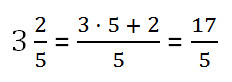 3 2/5 = (3 · 5 + 2)/5 = 17/5